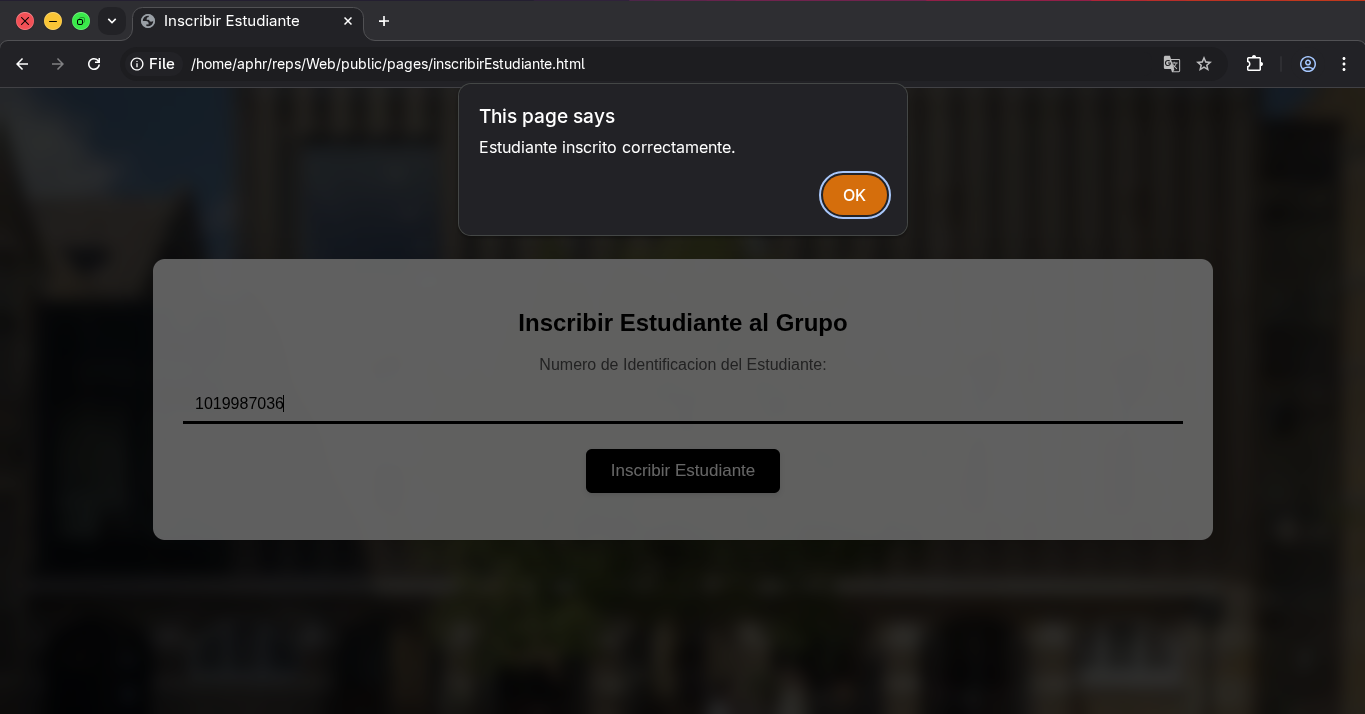 Inscribir Estudiante
File /home/aphr/reps/Web/public/pages/inscribirEstudiante.html
This page says
Estudiante inscrito correctamente.
OK
Inscribir Estudiante al Grupo
Numero de Identificacion del Estudiante:
1019987036
Inscribir Estudiante